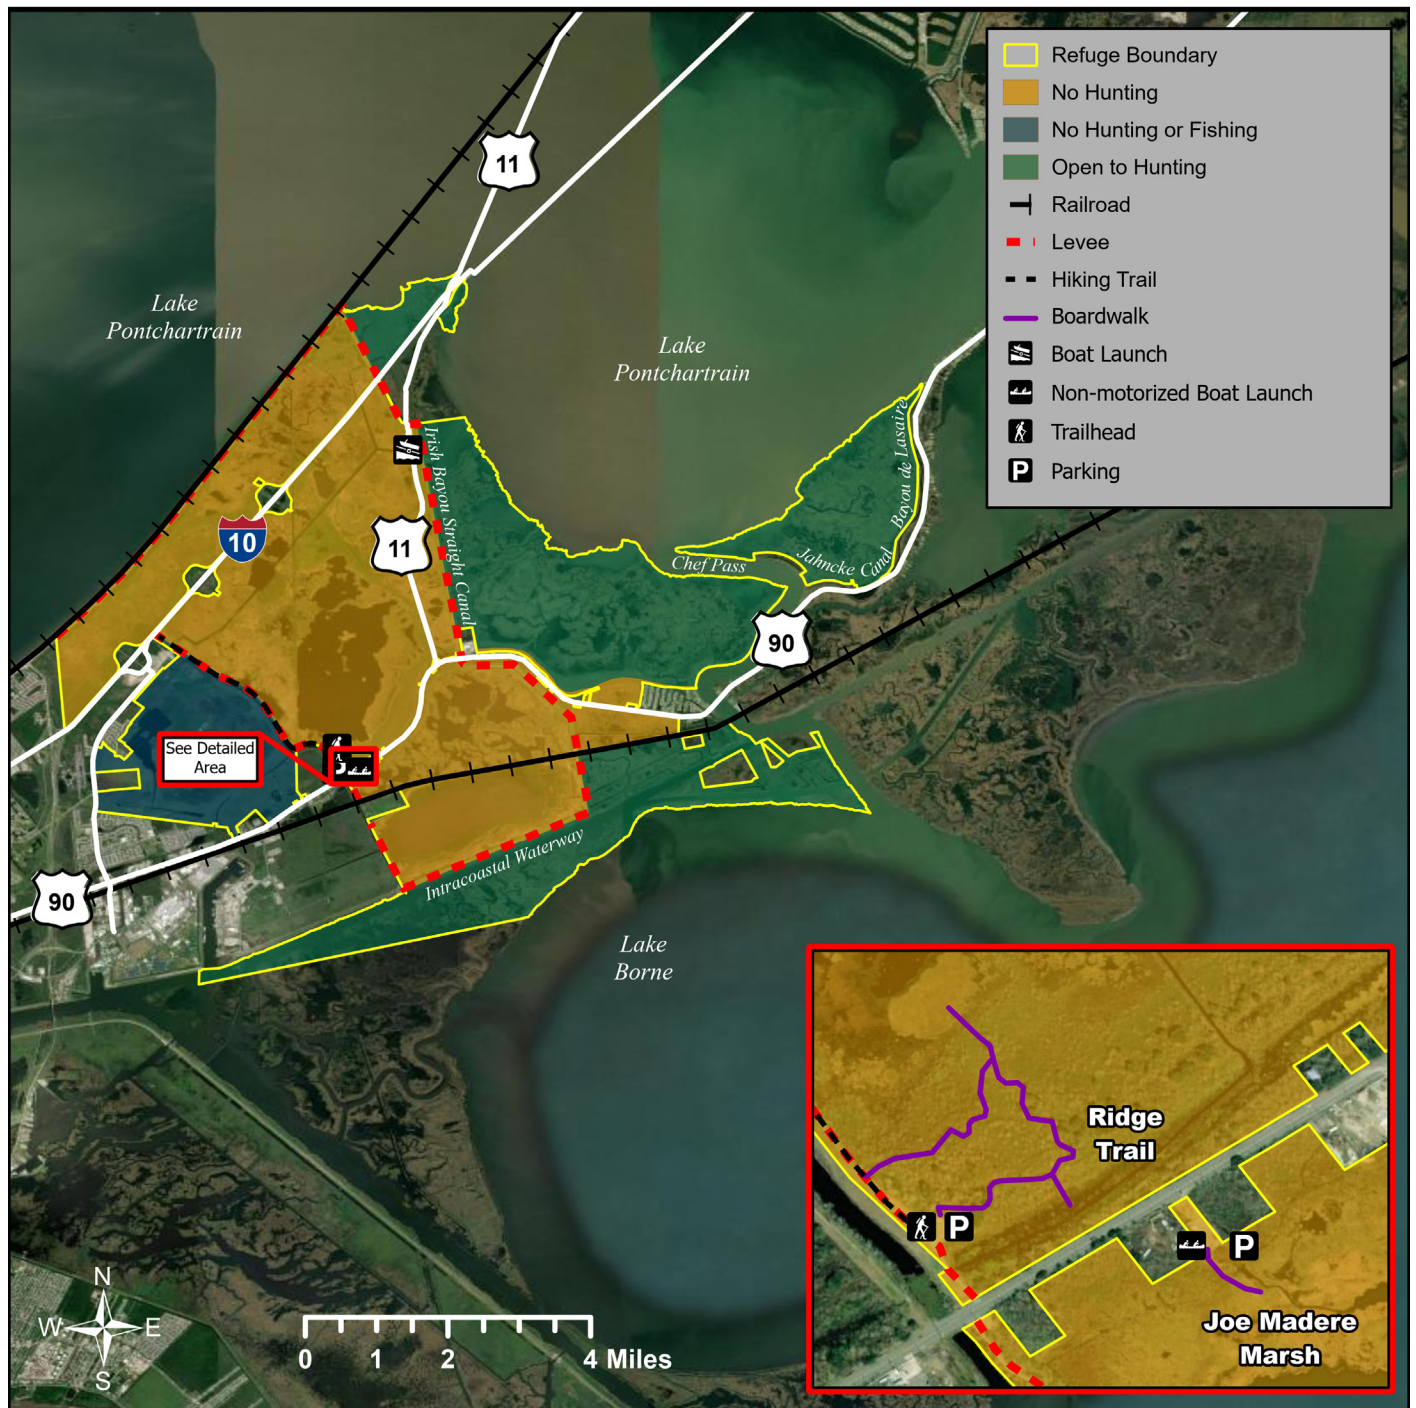 11
Refuge Boundary
No Hunting
No Hunting or Fishing
Open to Hunting
Railroad
Levee
Hiking Trail
Boardwalk
Boat Launch
Non-motorized Boat Launch
Trailhead
P
Parking
Lake
Pontchartrain
Lake
Pontchartrain
Irish Bayou Straight Canal
Bayou de Lasaire
10
11
Chef Pass
Jahncke Canal
90
See Detailed
Area
90
Intracoastal Waterway
Lake
Borne
Ridge
Trail
P
P
Joe Madere
Marsh
N
W
E
S
0 1 2 4 Miles